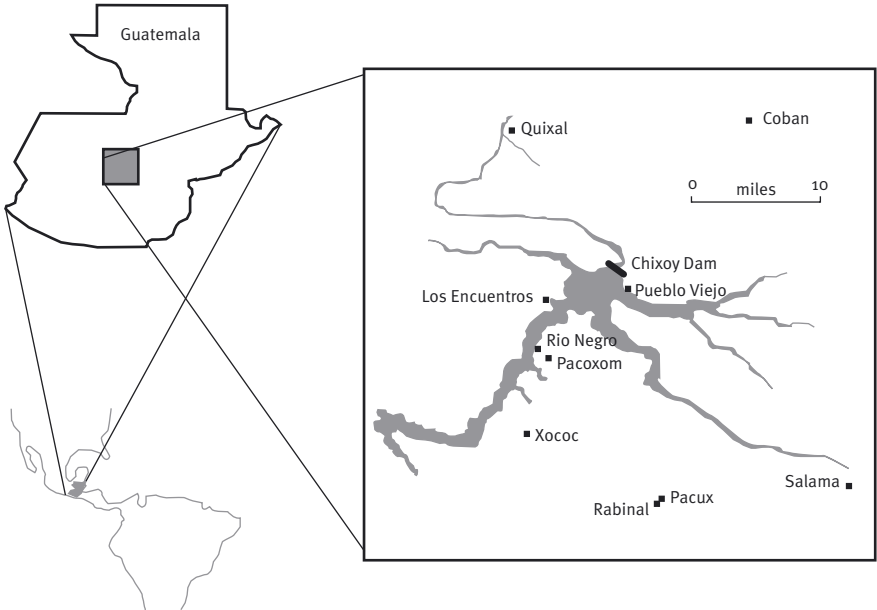 Guatemala
Quixal
Coban
0 miles 10
Chixoy Dam
Pueblo Viejo
Los Encuentros
Rio Negro
Pacoxom
Xococ
Salama
Pacux
Rabinal